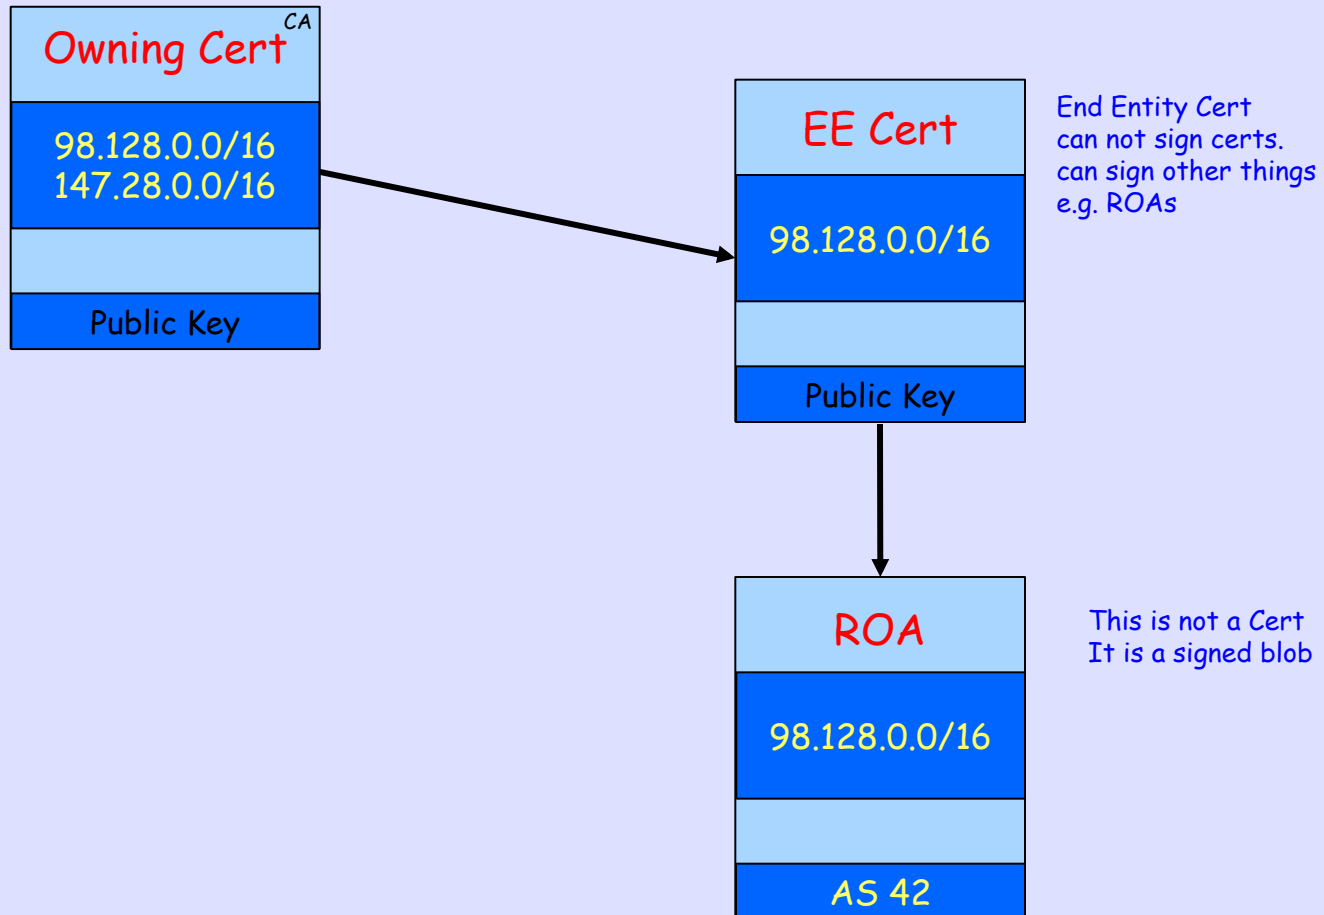 CA
Owning Cert
98.128.0.0/16
147.28.0.0/16
Public Key
EE Cert
98.128.0.0/16
Public Key
End Entity Cert
can not sign certs.
can sign other things
e.g. ROAs
ROA
98.128.0.0/16
AS 42
This is not a Cert
It is a signed blob